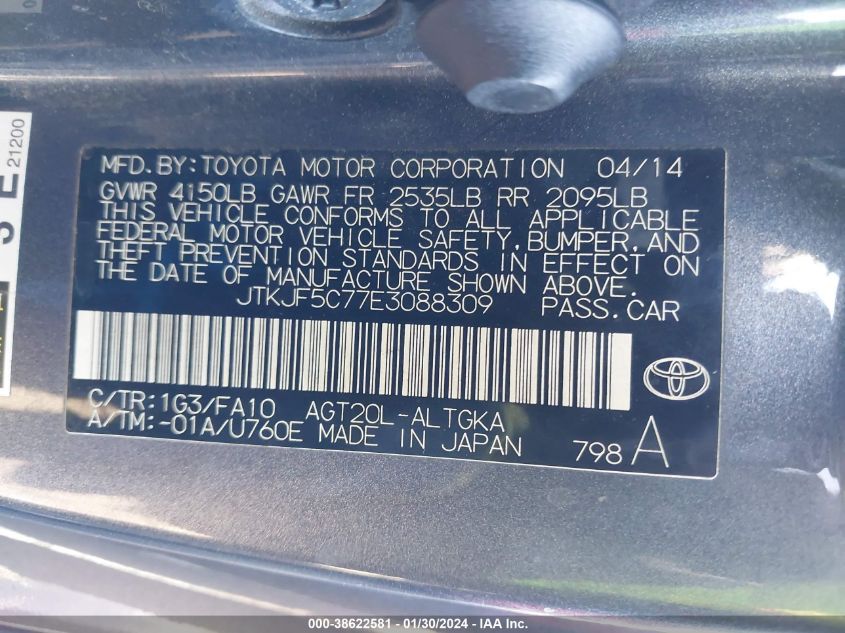 MFD.BY:TOYOTA MOTOR CORPORATION 04/14
GVWR 4150LB GAWR FR 2535LB RR 2095LB
THIS VEHICLE CONFORMS TO ALL APPLICABLE
FEDERAL MOTOR VEHICLE SAFETY,BUMPER,AND
THEFT PREVENTION STANDARDS IN EFFECT ON
THE DATE OF MANUFACTURE SHOWN ABOVE.
JTKJF5C77E3088309 PASS.CAR
C/TR:1G3/FA10 AGT20L-ALTGKA
A/TM:-01A/U760E MADE IN JAPAN
798 A
21200
000-38622581 - 01/30/2024 - IAA